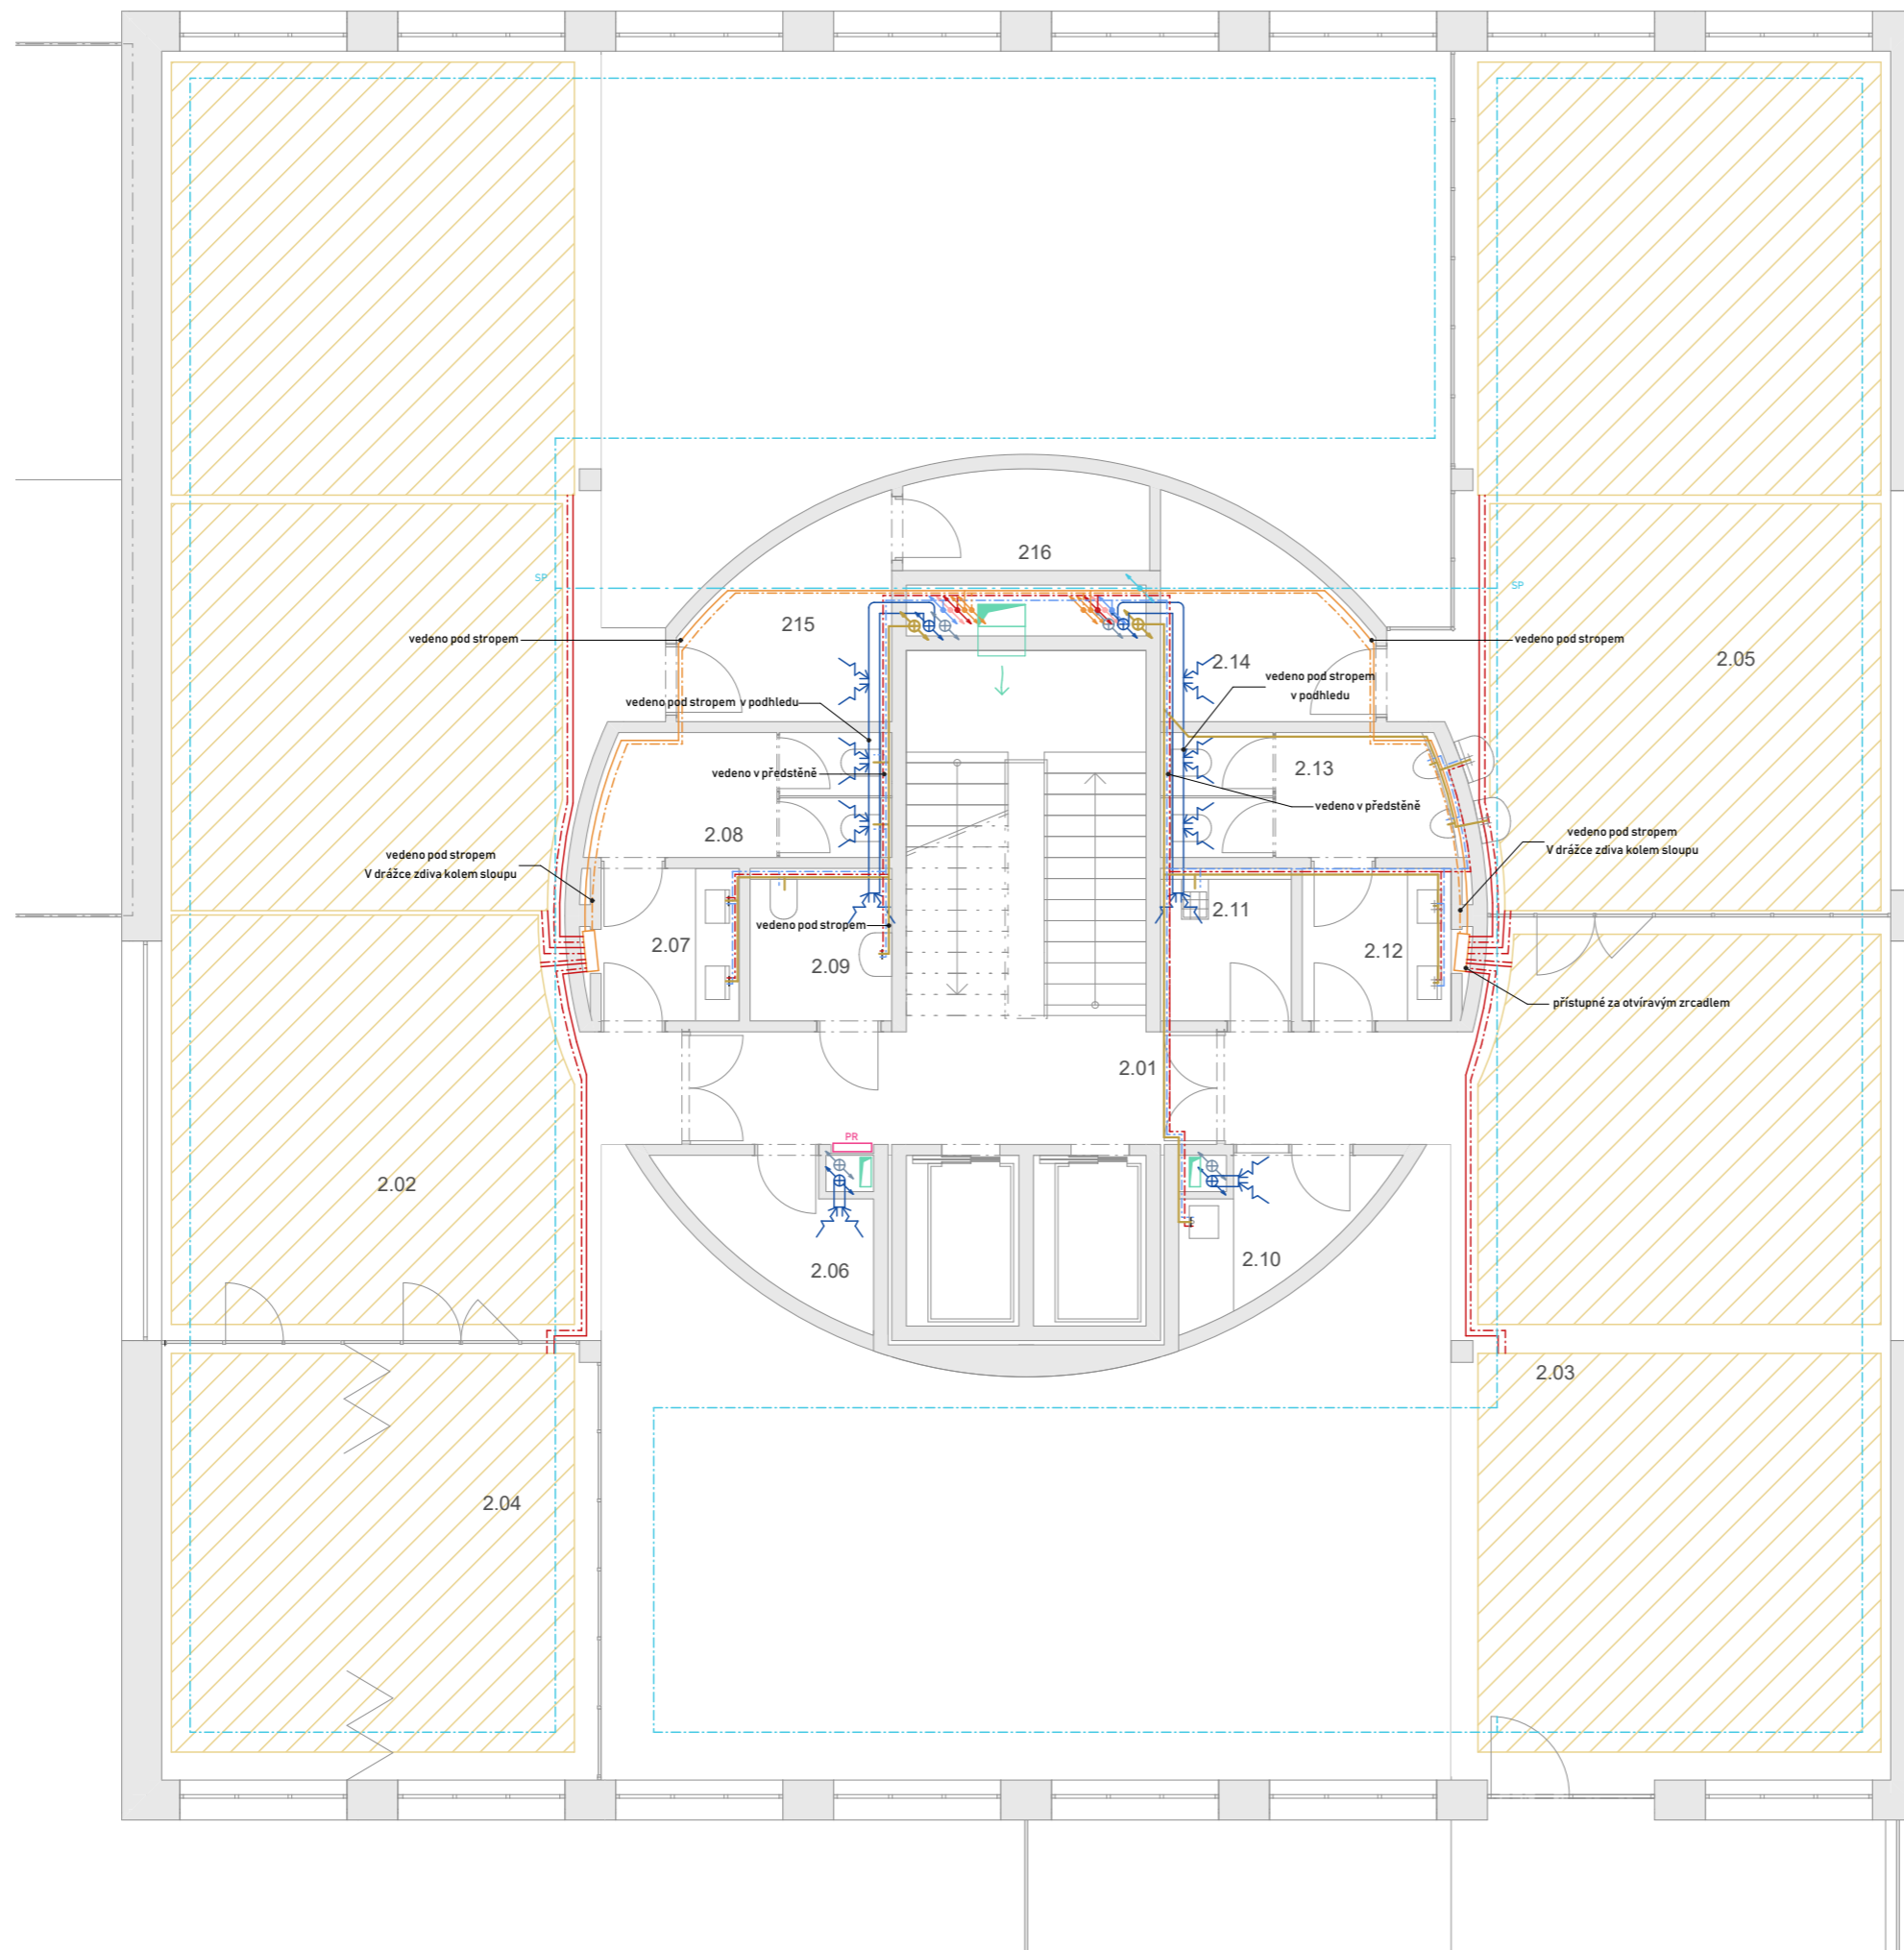 216
SP
SP
215
vedeno pod stropem
vedeno pod stropem
2.14
2.05
vedeno pod stropem
v podhledu
vedeno pod stropem v podhledu
vedeno v předstěně
2.13
vedeno v předstěně
2.08
vedeno pod stropem
V drážce zdiva kolem sloupu
vedeno pod stropem
V drážce zdiva kolem sloupu
2.11
vedeno pod stropem
2.07
2.09
2.12
přístupné za otvíravým zrcadlem
2.01
PR
2.02
2.06
2.10
2.03
2.04